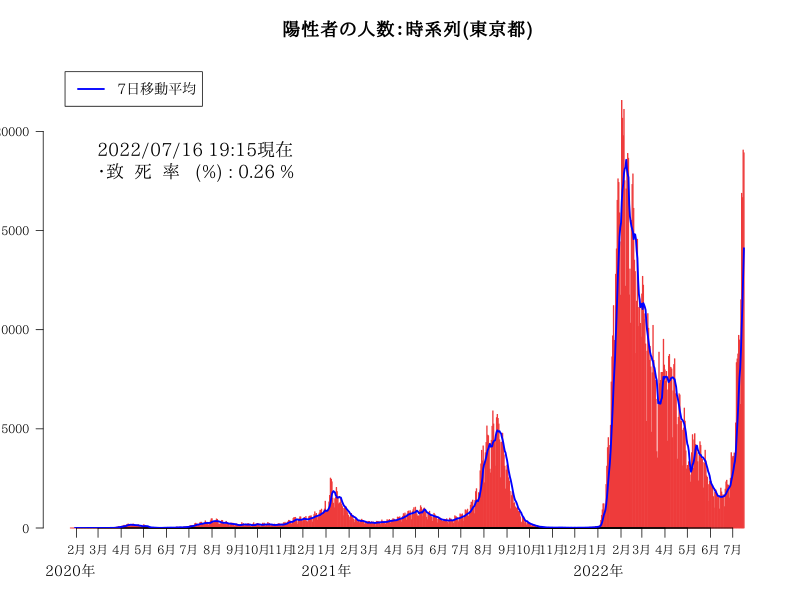 陽性者の人数:時系列(東京都)
7日移動平均
2022/07/16 19:15現在
・致 死 率 (%) : 0.26 %
0000
5000
0000
5000
0
2月 3月 4月 5月 6月 7月 8月 9月 10月 11月 12月 1月 2月 3月 4月 5月 6月 7月 8月 9月 10月 11月 12月 1月 2月 3月 4月 5月 6月 7月
2020年 2021年 2022年